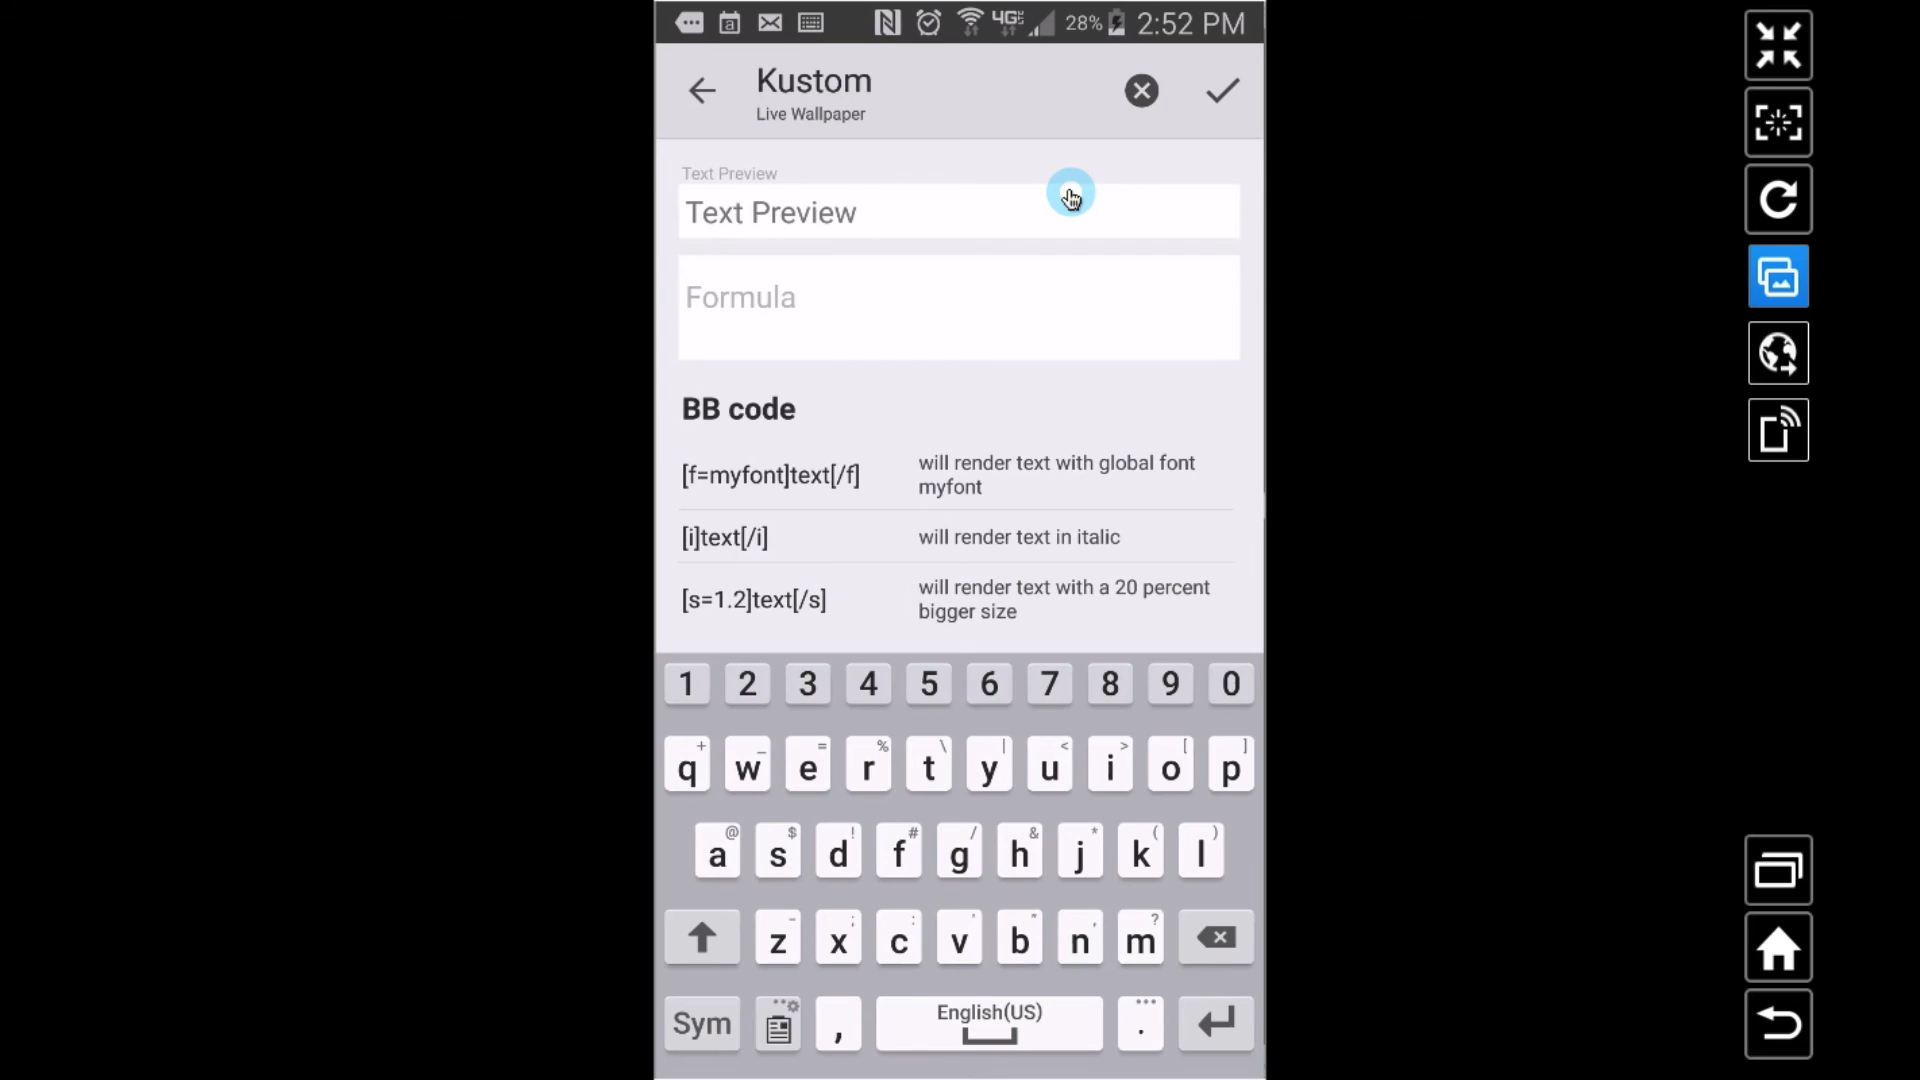 4G LTE 28% 2:52 PM
Kustom
Live Wallpaper
Text Preview
Text Preview
Formula
BB code
[f=myfont]text[/f] will render text with global font
myfont
[i]text[/i] will render text in italic
[s=1.2]text[/s] will render text with a 20 percent
bigger size
1 2 3 4 5 6 7 8 9 0
+ _ = % \ | < > [ ]
q w e r t y u i o p
@ $ ! # / & * ( )
a s d f g h j k l
- ; : ' " , ?
z x c v b n m
Sym , English(US) .